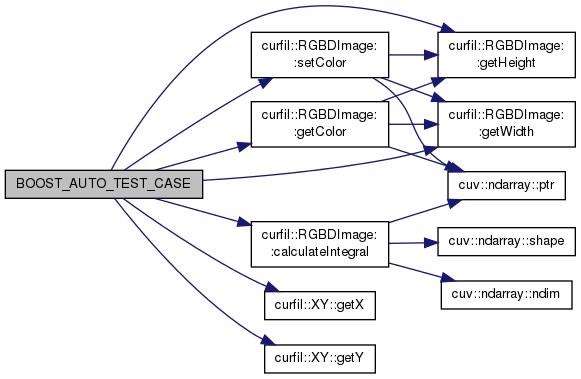 BOOST_AUTO_TEST_CASE
curfil::RGBDImage:
:setColor
curfil::RGBDImage:
:getColor
curfil::RGBDImage:
:calculateIntegral
curfil::XY::getX
curfil::XY::getY
curfil::RGBDImage:
:getHeight
curfil::RGBDImage:
:getWidth
cuv::ndarray::ptr
cuv::ndarray::shape
cuv::ndarray::ndim